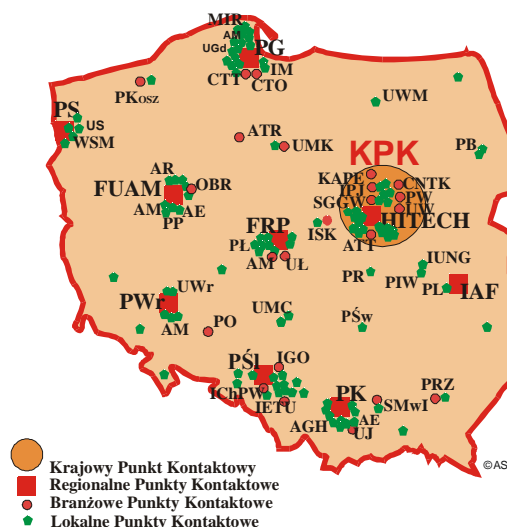 MIR
AM
UGd
PG
IM
CTT
CTO
PKOSZ
UWM
PS
US
WSM
ATR
UMK
KPK
PB
AR
FUAM
OBR
AM
AE
PP
KAPE
IPJ
SGGW
CNTK
PW
UW
HITECH
ATT
ISK
FRP
PŁ
AM
UŁ
IUNG
PR
PIW
PL
IAF
UWr
PWr
AM
PO
UMC
PŚw
PŚl
IGO
IChPW
IETU
PK
AGH
AE
UJ
SMwI
PRZ
©AS
Krajowy Punkt Kontaktowy
Regionalne Punkty Kontaktowe
Branżowe Punkty Kontaktowe
Lokalne Punkty Kontaktowe